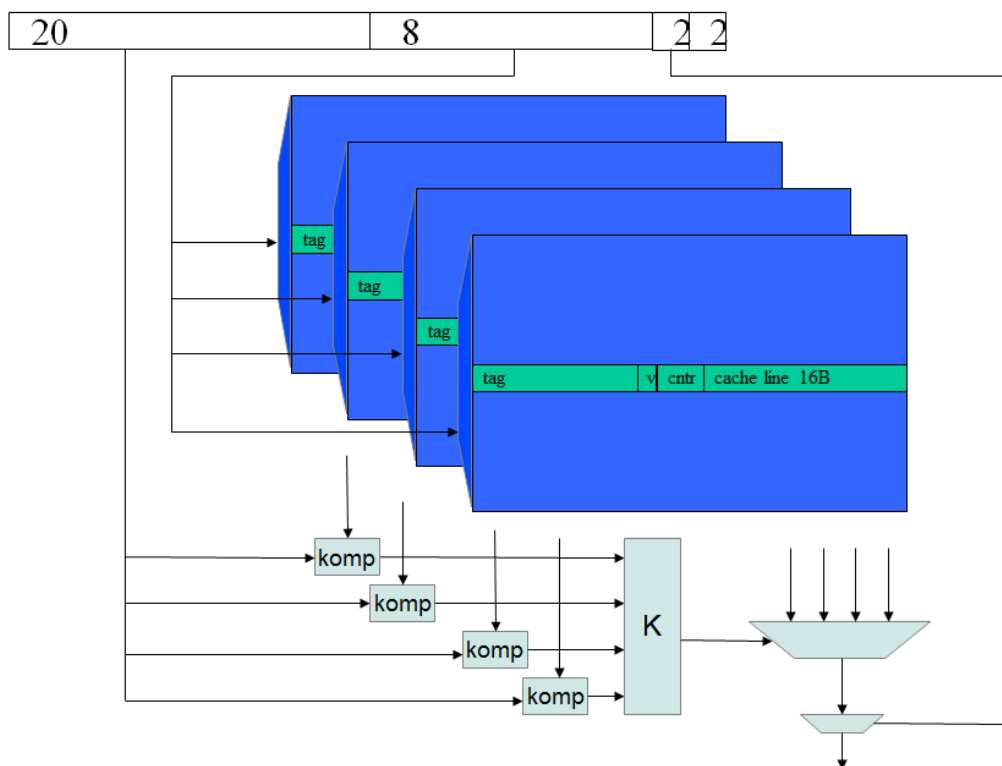 20 8 2 2
tag
tag
tag
tag v cntr cache line 16B
komp
komp
K
komp
komp